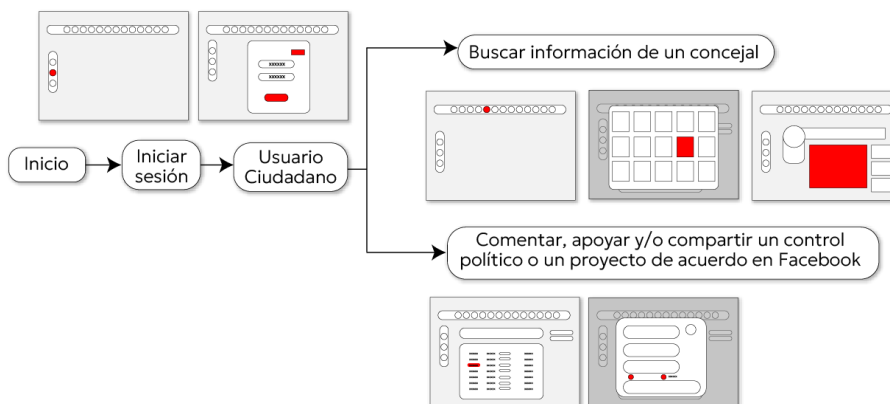 Buscar información de un concejal
Inicio
Iniciar
sesión
Usuario
Ciudadano
Comentar, apoyar y/o compartir un control
político o un proyecto de acuerdo en Facebook